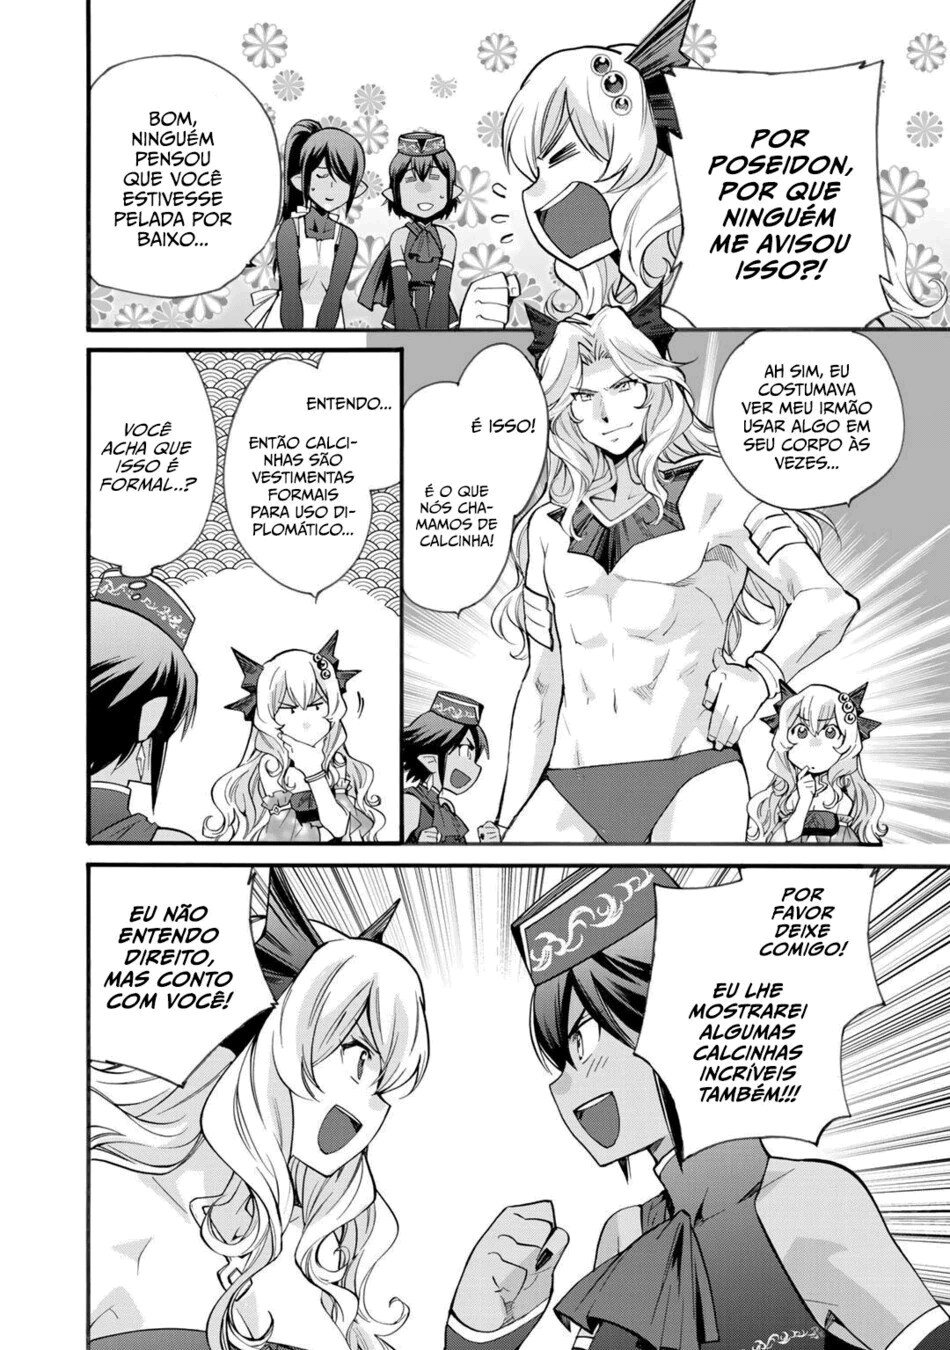 POR
POSEIDON,
POR QUE
NINGUÉM
ME AVISOU
ISSO?!
BOM,
NINGUÉM
PENSOU
QUE VOCÊ
ESTIVESSE
PELADA POR
BAIXO...
AH SIM, EU
COSTUMAVA
VER MEU IRMÃO
USAR ALGO EM
SEU CORPO ÀS
VEZES...
É ISSO!
É O QUE
NÓS CHA-
MAMOS DE
CALCINHA!
ENTENDO...
ENTÃO CALCI-
NHAS SÃO
VESTIMENTAS
FORMAIS
PARA USO DI-
PLOMÁTICO...
VOCÊ
ACHA QUE
ISSO É
FORMAL..?
POR
FAVOR
DEIXE
COMIGO!
EU LHE
MOSTRAREI
ALGUMAS
CALCINHAS
INCRÍVEIS
TAMBÉM!!!
EU NÃO
ENTENDO
DIREITO,
MAS CONTO
COM VOCÊ!